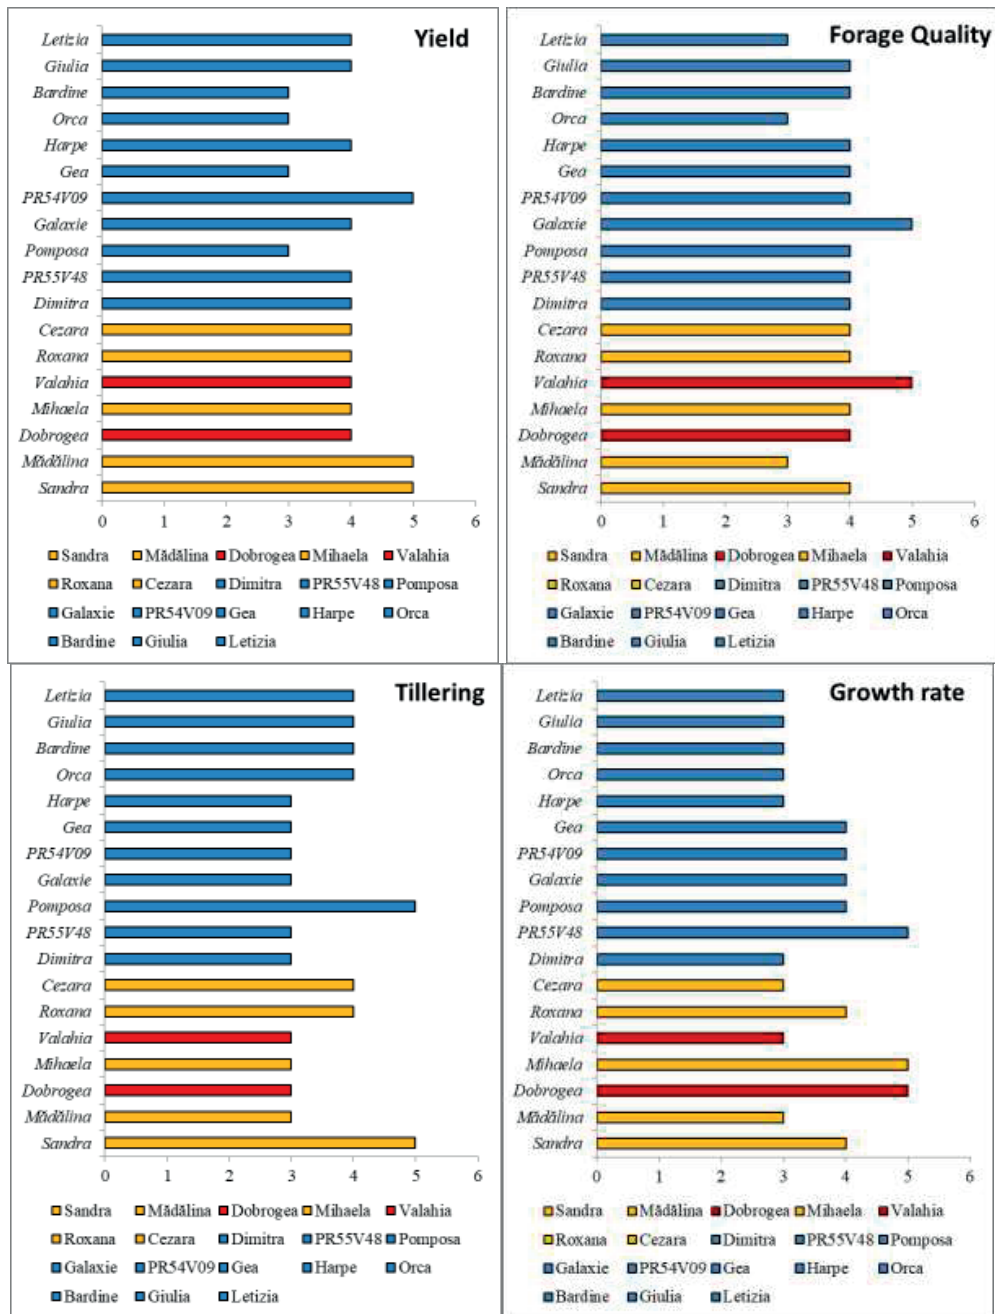 Yield
Letizia
Giulia
Bardine
Orca
Harpe
Gea
PR54V09
Galaxie
Pomposa
PR55V48
Dimitra
Cezara
Roxana
Valahia
Mihaela
Dobrogea
Mădălina
Sandra
0 1 2 3 4 5 6
Sandra Mădălina Dobrogea Mihaela Valahia
Roxana Cezara Dimitra PR55V48 Pomposa
Galaxie PR54V09 Gea Harpe Orca
Bardine Giulia Letizia
Forage Quality
Letizia
Giulia
Bardine
Orca
Harpe
Gea
PR54V09
Galaxie
Pomposa
PR55V48
Dimitra
Cezara
Roxana
Valahia
Mihaela
Dobrogea
Mădălina
Sandra
0 1 2 3 4 5 6
Sandra Mădălina Dobrogea Mihaela Valahia
Roxana Cezara Dimitra PR55V48 Pomposa
Galaxie PR54V09 Gea Harpe Orca
Bardine Giulia Letizia
Tillering
Letizia
Giulia
Bardine
Orca
Harpe
Gea
PR54V09
Galaxie
Pomposa
PR55V48
Dimitra
Cezara
Roxana
Valahia
Mihaela
Dobrogea
Mădălina
Sandra
0 1 2 3 4 5 6
Sandra Mădălina Dobrogea Mihaela Valahia
Roxana Cezara Dimitra PR55V48 Pomposa
Galaxie PR54V09 Gea Harpe Orca
Bardine Giulia Letizia
Growth rate
Letizia
Giulia
Bardine
Orca
Harpe
Gea
PR54V09
Galaxie
Pomposa
PR55V48
Dimitra
Cezara
Roxana
Valahia
Mihaela
Dobrogea
Mădălina
Sandra
0 1 2 3 4 5 6
Sandra Mădălina Dobrogea Mihaela Valahia
Roxana Cezara Dimitra PR55V48 Pomposa
Galaxie PR54V09 Gea Harpe Orca
Bardine Giulia Letizia